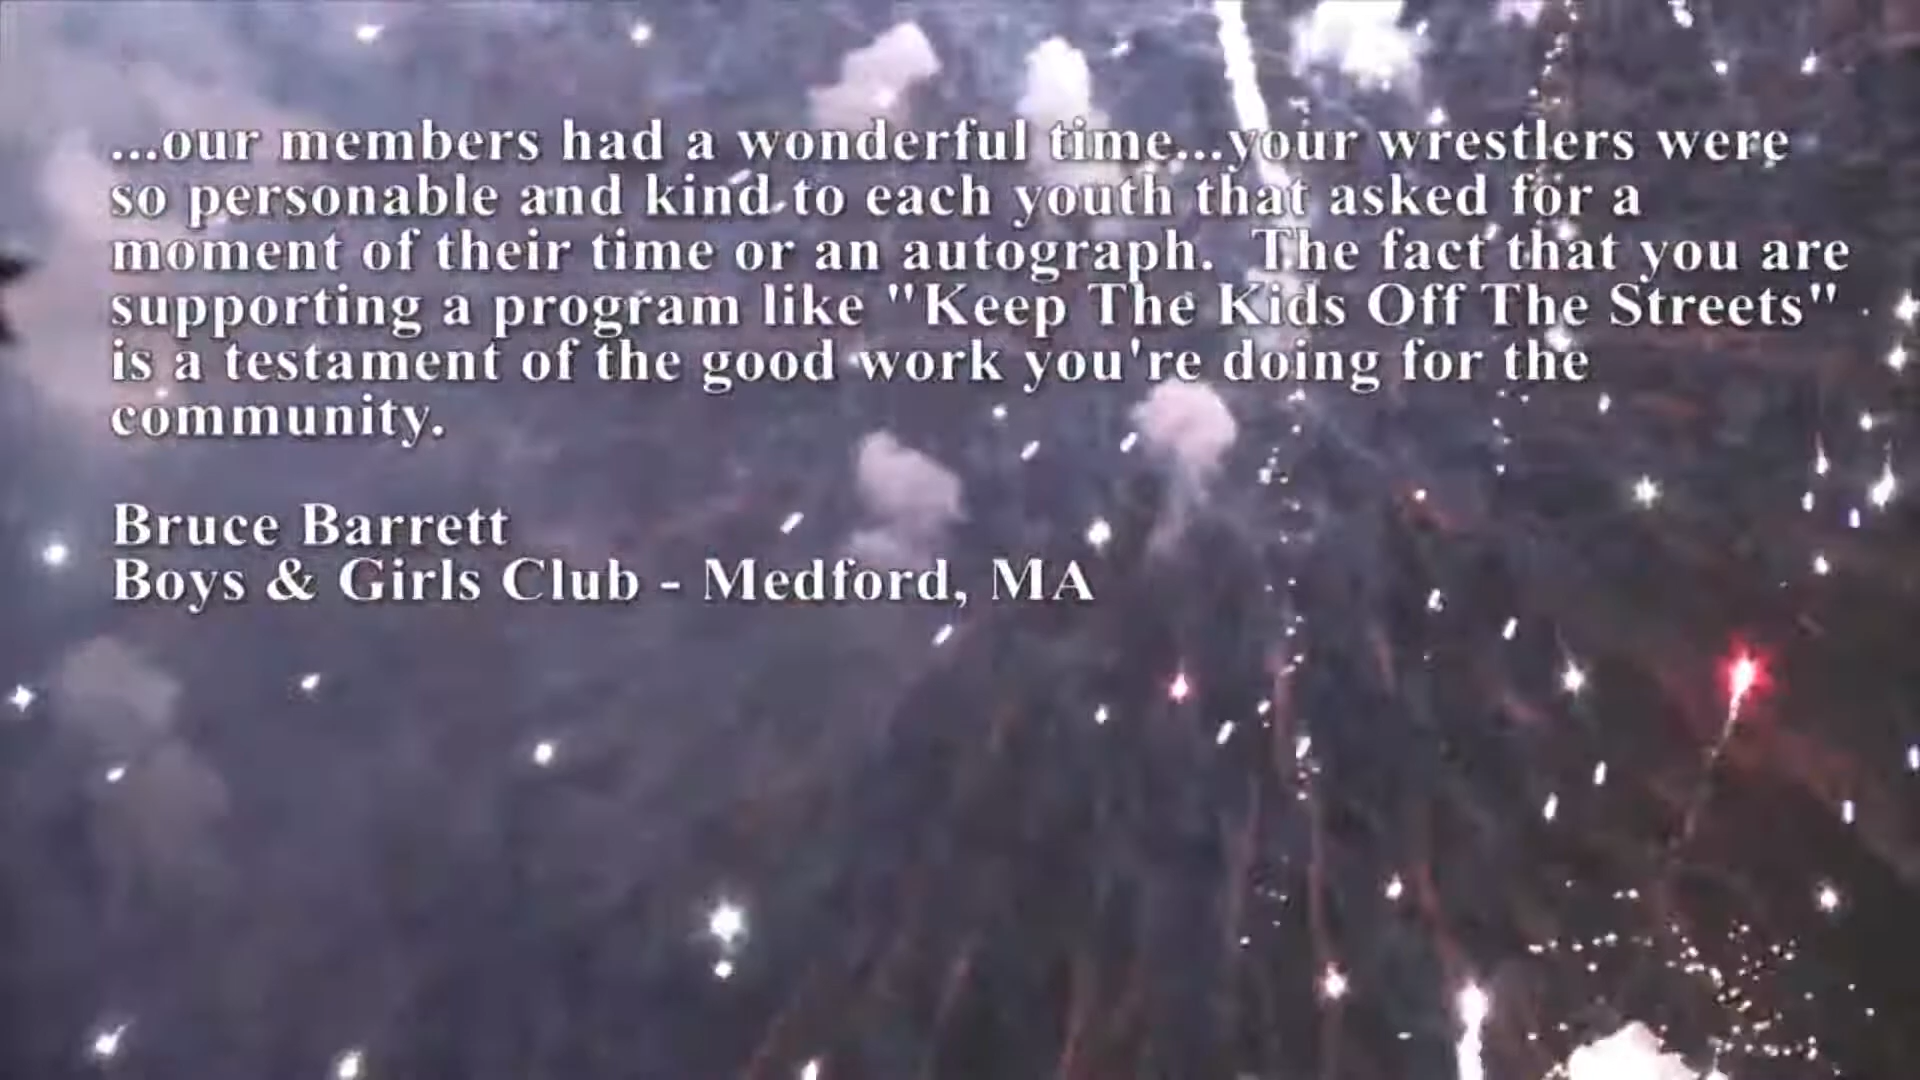 ...our members had a wonderful time...your wrestlers were
so personable and kind to each youth that asked for a
moment of their time or an autograph.  The fact that you are
supporting a program like "Keep The Kids Off The Streets"
is a testament of the good work you're doing for the
community.
Bruce Barrett
Boys & Girls Club - Medford, MA